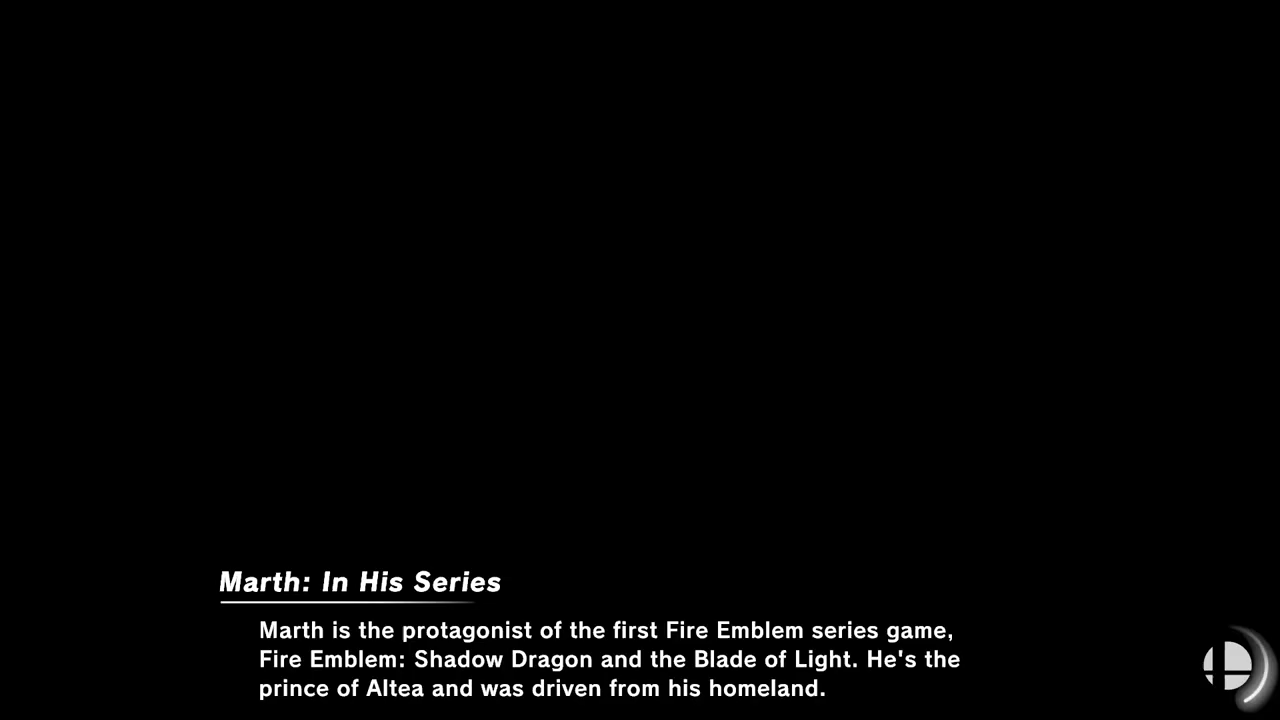 Marth: In His Series
Marth is the protagonist of the first Fire Emblem series game,
Fire Emblem: Shadow Dragon and the Blade of Light. He's the
prince of Altea and was driven from his homeland.